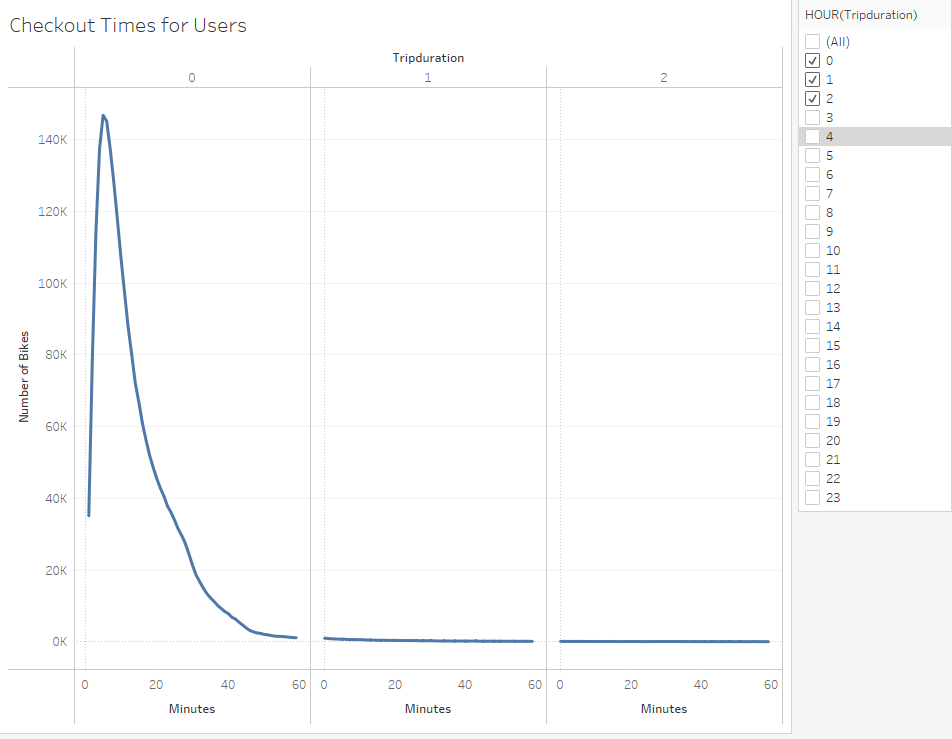 Checkout Times for Users
Tripduration
0 1 2
140K
120K
100K
80K
60K
40K
20K
0K
Number of Bikes
0 20 40 60 0 20 40 60 0 20 40 60
Minutes Minutes Minutes
HOUR(Tripduration)
(All)
0
1
2
3
4
5
6
7
8
9
10
11
12
13
14
15
16
17
18
19
20
21
22
23